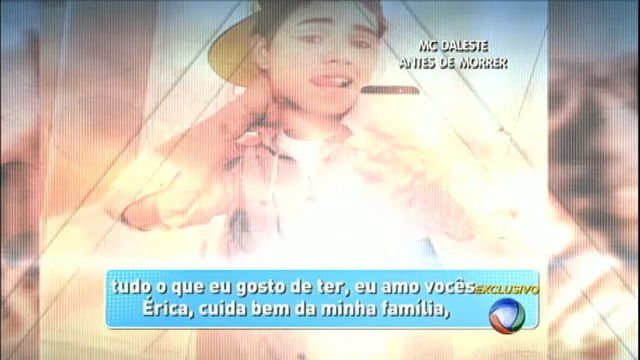 MC DALESTE
ANTES DE MORRER
tudo o que eu gosto de ter, eu amo vocês
EXCLUSIVO
Érica, cuida bem da minha família,